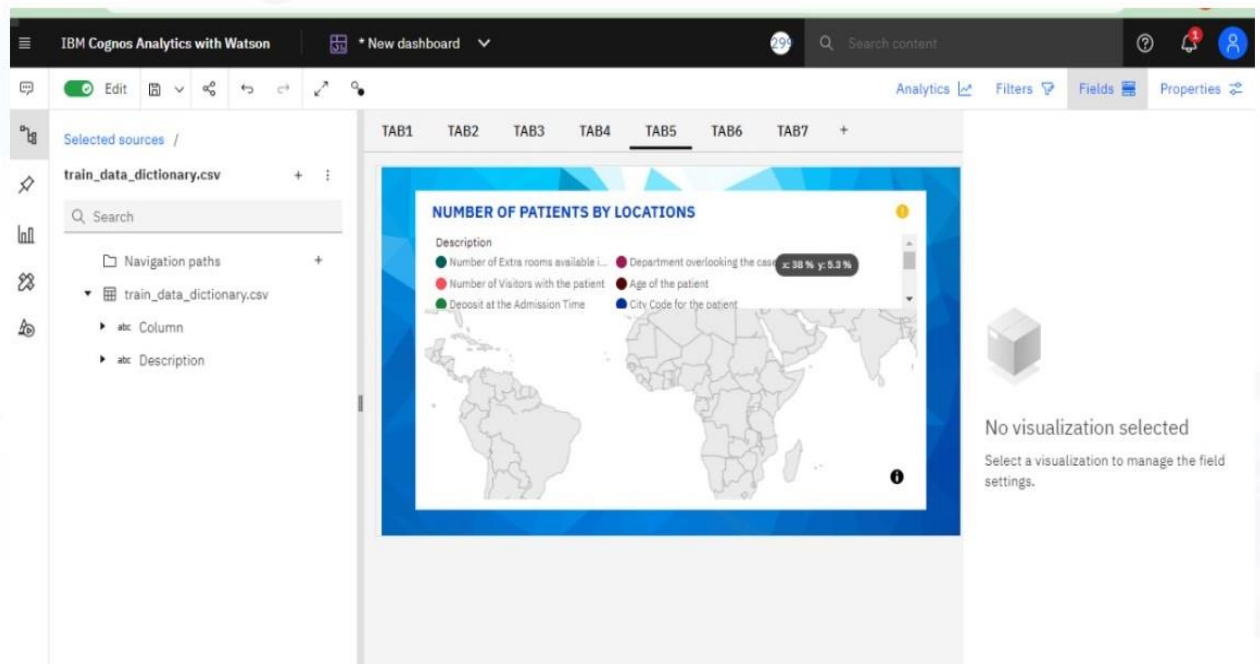 IBM Cognos Analytics with Watson
* New dashboard
299
Search content
1
Edit
Analytics
Filters
Fields
Properties
Selected sources /
train_data_dictionary.csv
Search
Navigation paths
train_data_dictionary.csv
abc Column
abc Description
TAB1 TAB2 TAB3 TAB4 TAB5 TAB6 TAB7 +
NUMBER OF PATIENTS BY LOCATIONS
Description
Number of Extra rooms available i... Department overlooking the case
x: 38 % y: 5.3 %
Number of Visitors with the patient Age of the patient
Deposit at the Admission Time City Code for the patient
No visualization selected
Select a visualization to manage the field
settings.